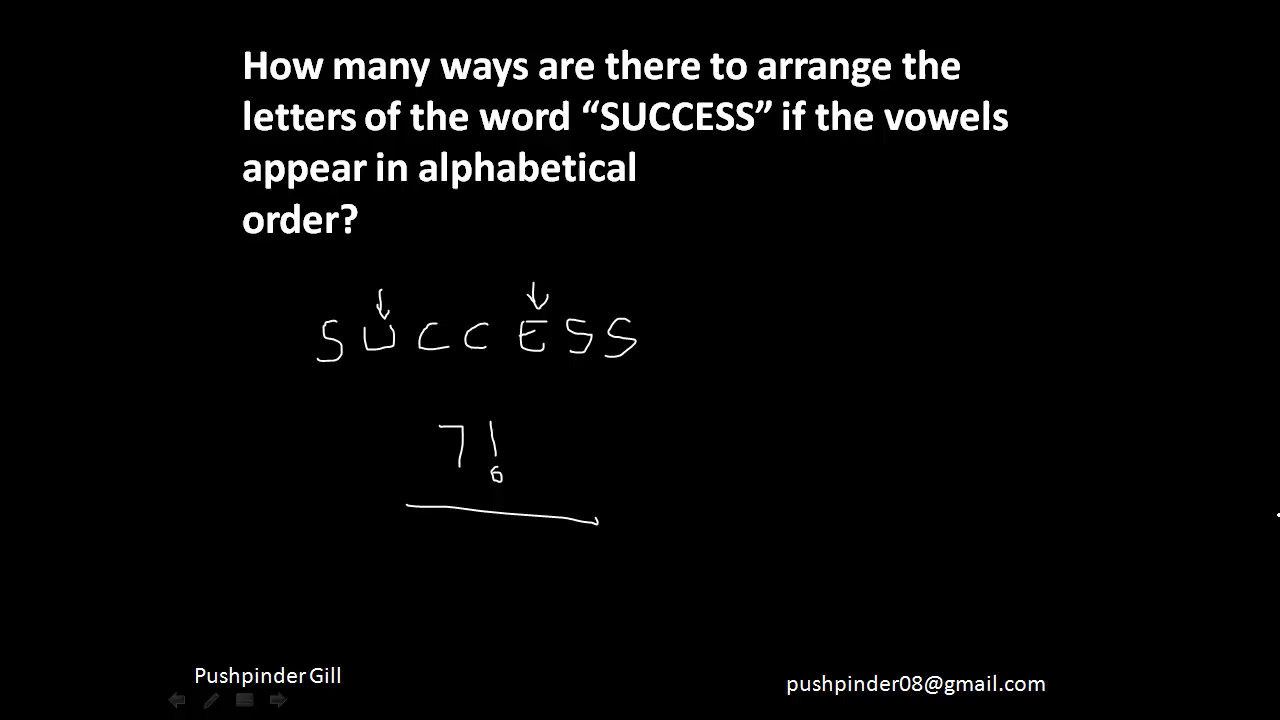 How many ways are there to arrange the
letters of the word “SUCCESS” if the vowels
appear in alphabetical
order?
S U C C E S S
7!
Pushpinder Gill
pushpinder08@gmail.com